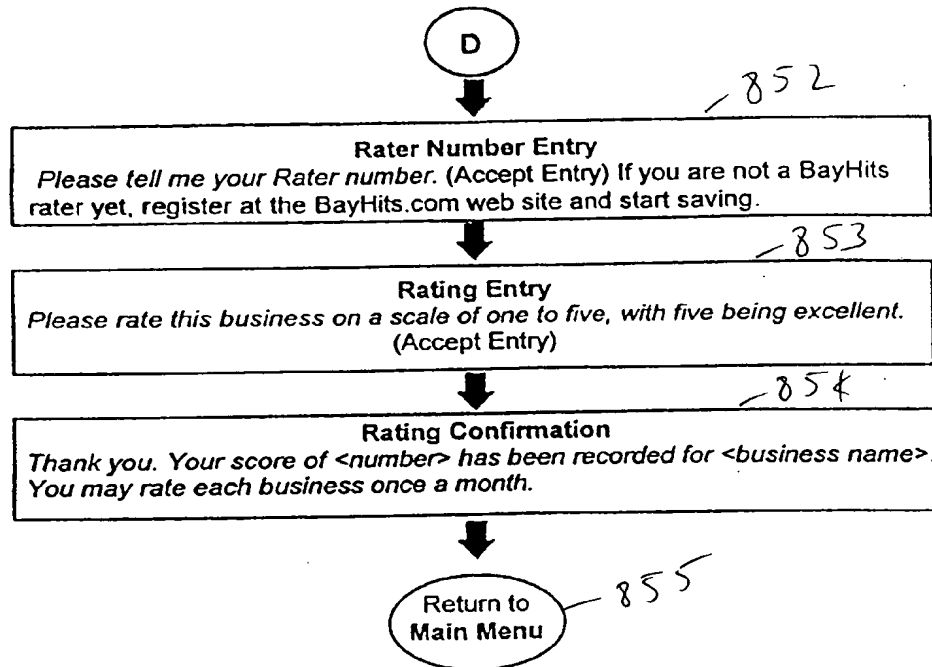 D
852
Rater Number Entry
Please tell me your Rater number. (Accept Entry) If you are not a BayHits
rater yet, register at the BayHits.com web site and start saving.
853
Rating Entry
Please rate this business on a scale of one to five, with five being excellent.
(Accept Entry)
854
Rating Confirmation
Thank you. Your score of <number> has been recorded for <business name>.
You may rate each business once a month.
Return to
Main Menu
855